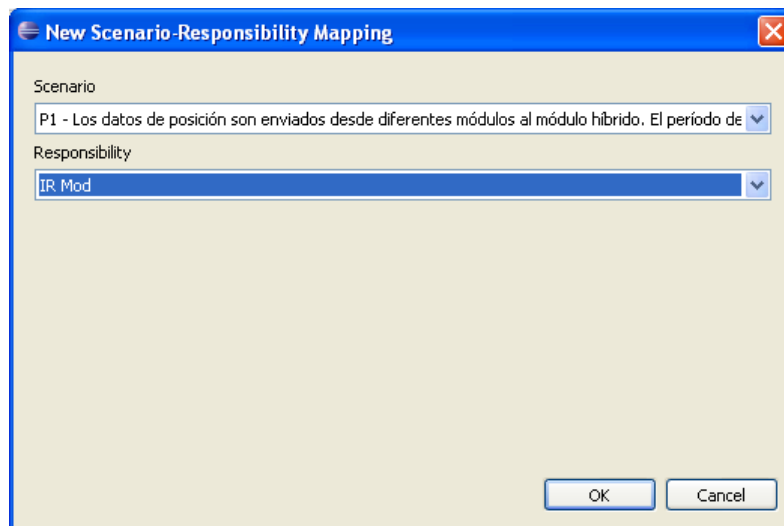 New Scenario-Responsibility Mapping
Scenario
P1 - Los datos de posición son enviados desde diferentes módulos al módulo híbrido. El período de
Responsibility
IR Mod
OK Cancel